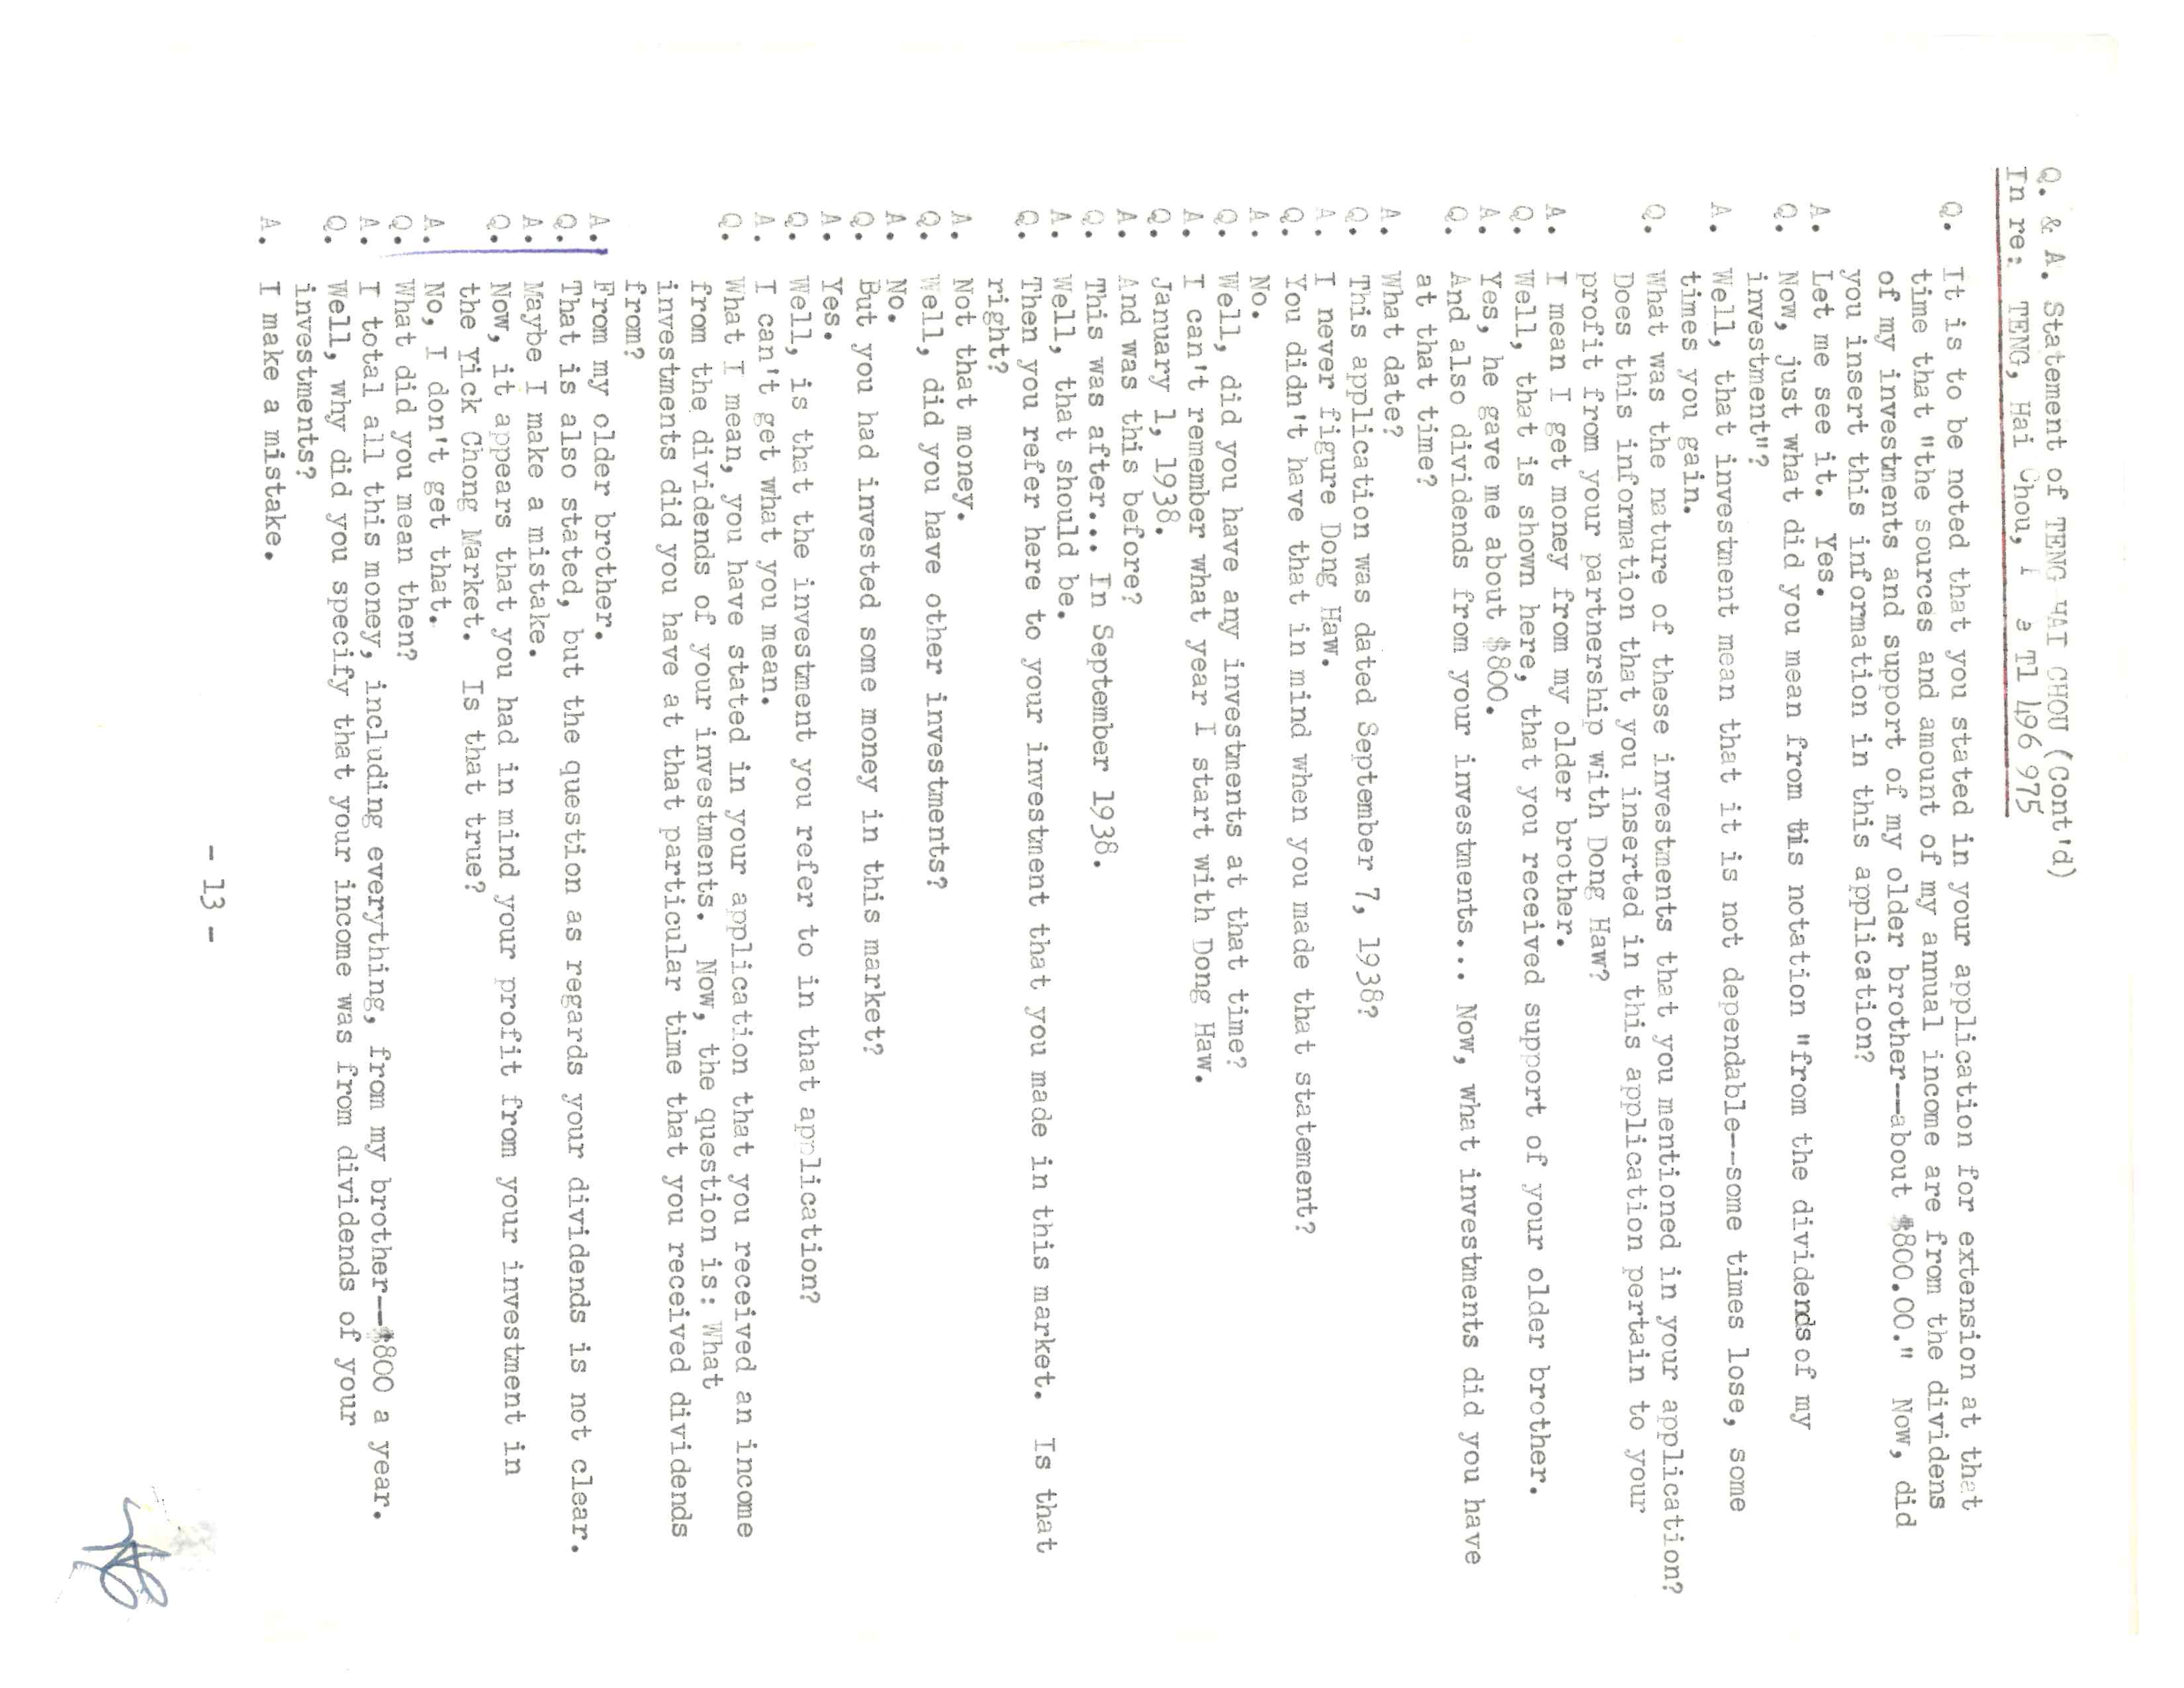 Q. & A. Statement of TENG HAI CHOU (Cont'd)
In re: TENG, Hai Chou, T1 496 975
Q. It is to be noted that you stated in your application for extension at that
time that "the sources and amount of my annual income are from the dividens
of my investments and support of my older brother--about $800.00." Now, did
you insert this information in this application?
A. Let me see it. Yes.
Q. Now, just what did you mean from this notation "from the dividends of my
investment"?
A. Well, that investment mean that it is not dependable--some times lose, some
times you gain.
Q. What was the nature of these investments that you mentioned in your application?
Does this information that you inserted in this application pertain to your
profit from your partnership with Dong Haw?
A. I mean I get money from my older brother.
Q. Well, that is shown here, that you received support of your older brother.
A. Yes, he gave me about $800.
Q. And also dividends from your investments... Now, what investments did you have
at that time?
A. What date?
Q. This application was dated September 7, 1938?
A. I never figure Dong Haw.
Q. You didn't have that in mind when you made that statement?
A. No.
Q. Well, did you have any investments at that time?
A. I can't remember what year I start with Dong Haw.
Q. January 1, 1938.
A. And was this before?
Q. This was after... In September 1938.
A. Well, that should be.
Q. Then you refer here to your investment that you made in this market. Is that
right?
A. Not that money.
Q. Well, did you have other investments?
A. No.
Q. But you had invested some money in this market?
A. Yes.
Q. Well, is that the investment you refer to in that application?
A. I can't get what you mean.
Q. What I mean, you have stated in your application that you received an income
from the dividends of your investments. Now, the question is: What
investments did you have at that particular time that you received dividends
from?
A. From my older brother.
Q. That is also stated, but the question as regards your dividends is not clear.
A. Maybe I make a mistake.
Q. Now, it appears that you had in mind your profit from your investment in
the Yick Chong Market. Is that true?
A. No, I don't get that.
Q. What did you mean then?
A. I total all this money, including everything, from my brother--$800 a year.
Q. Well, why did you specify that your income was from dividends of your
investments?
A. I make a mistake.
- 13 -